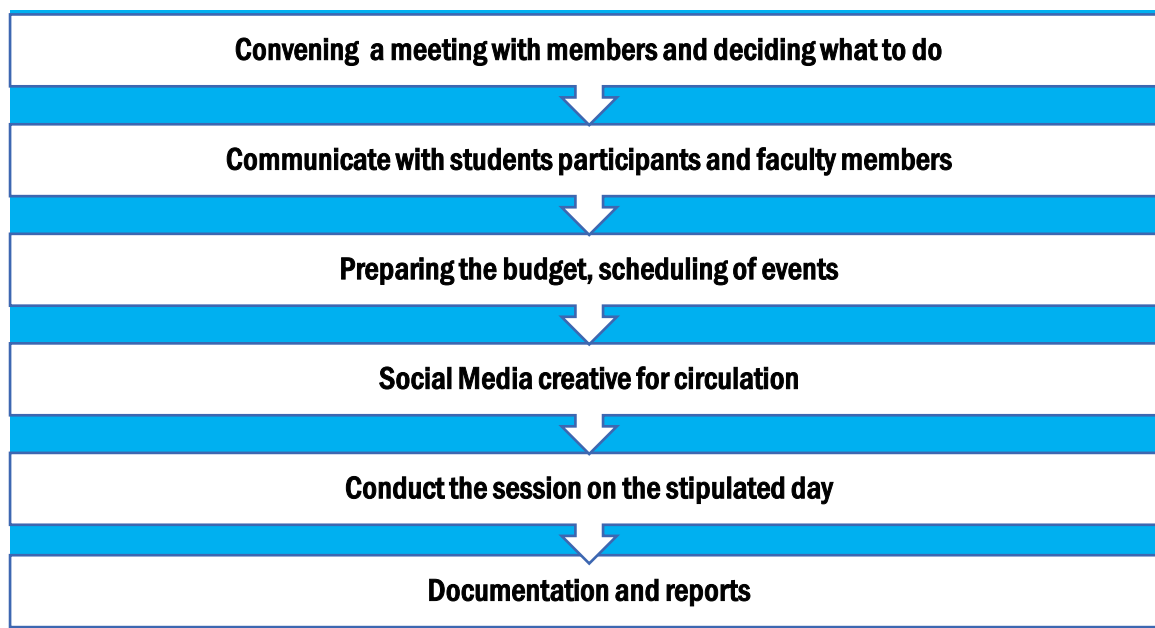 Convening a meeting with members and deciding what to do
Communicate with students participants and faculty members
Preparing the budget, scheduling of events
Social Media creative for circulation
Conduct the session on the stipulated day
Documentation and reports